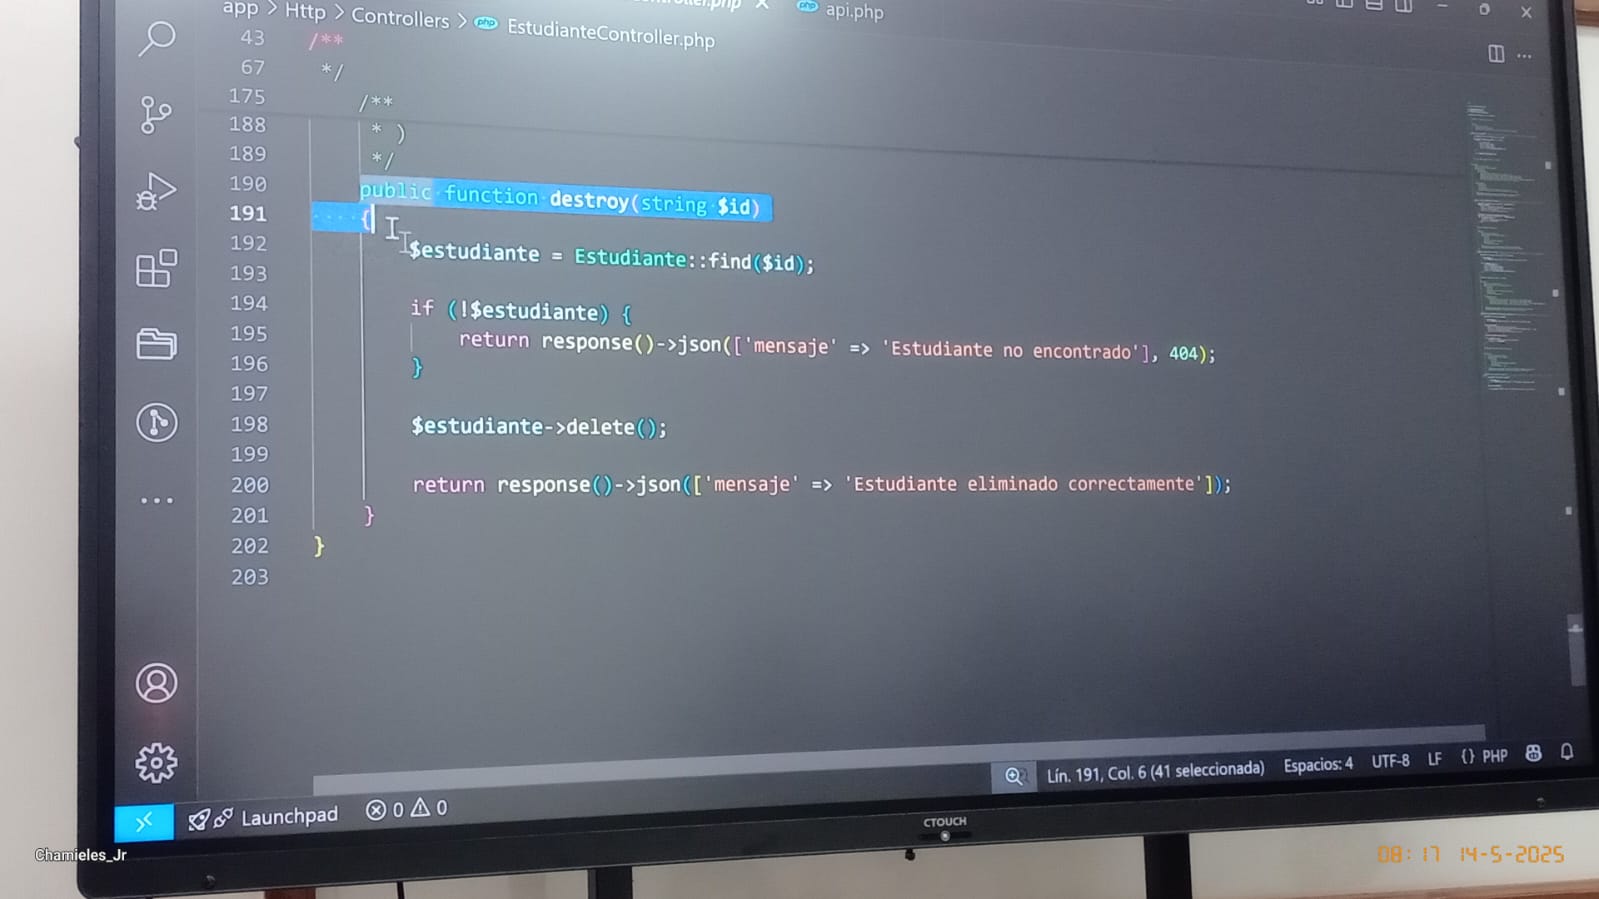 app > Http > Controllers > php EstudianteController.php
php api.php
43 /**
67 */
175 /**
188 * )
189 */
190 public function destroy(string $id)
191 {
192 $estudiante = Estudiante::find($id);
193
194 if (!$estudiante) {
195 return response()->json(['mensaje' => 'Estudiante no encontrado'], 404);
196 }
197
198 $estudiante->delete();
199
200 return response()->json(['mensaje' => 'Estudiante eliminado correctamente']);
201 }
202 }
203
Lín. 191, Col. 6 (41 seleccionada) Espacios: 4 UTF-8 LF {} PHP
Launchpad 0 0
CTOUCH
Chamieles_Jr
08:17 14-5-2025